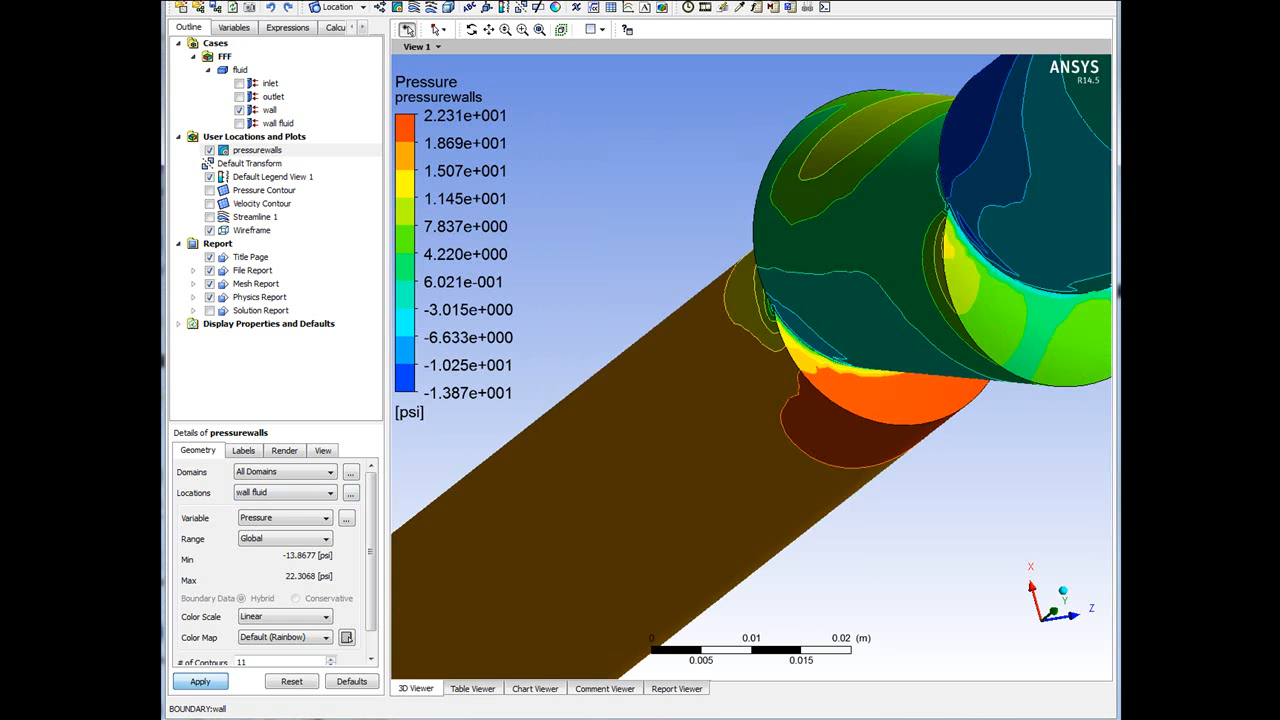 Location
Outline Variables Expressions Calcu
View 1
Cases
FFF
fluid
inlet
outlet
wall
wall fluid
User Locations and Plots
pressurewalls
Default Transform
Default Legend View 1
Pressure Contour
Velocity Contour
Streamline 1
Wireframe
Report
Title Page
File Report
Mesh Report
Physics Report
Solution Report
Display Properties and Defaults
Details of pressurewalls
Geometry Labels Render View
Domains All Domains ...
Locations wall fluid ...
Variable Pressure ...
Range Global
Min -13.8677 [psi]
Max 22.3068 [psi]
Boundary Data Hybrid Conservative
Color Scale Linear
Color Map Default (Rainbow)
# of Contours 11
Apply Reset Defaults
BOUNDARY:wall
Pressure
pressurewalls
2.231e+001
1.869e+001
1.507e+001
1.145e+001
7.837e+000
4.220e+000
6.021e-001
-3.015e+000
-6.633e+000
-1.025e+001
-1.387e+001
[psi]
ANSYS
R14.5
X
Y
Z
0 0.01 0.02 (m)
0.005 0.015
3D Viewer Table Viewer Chart Viewer Comment Viewer Report Viewer